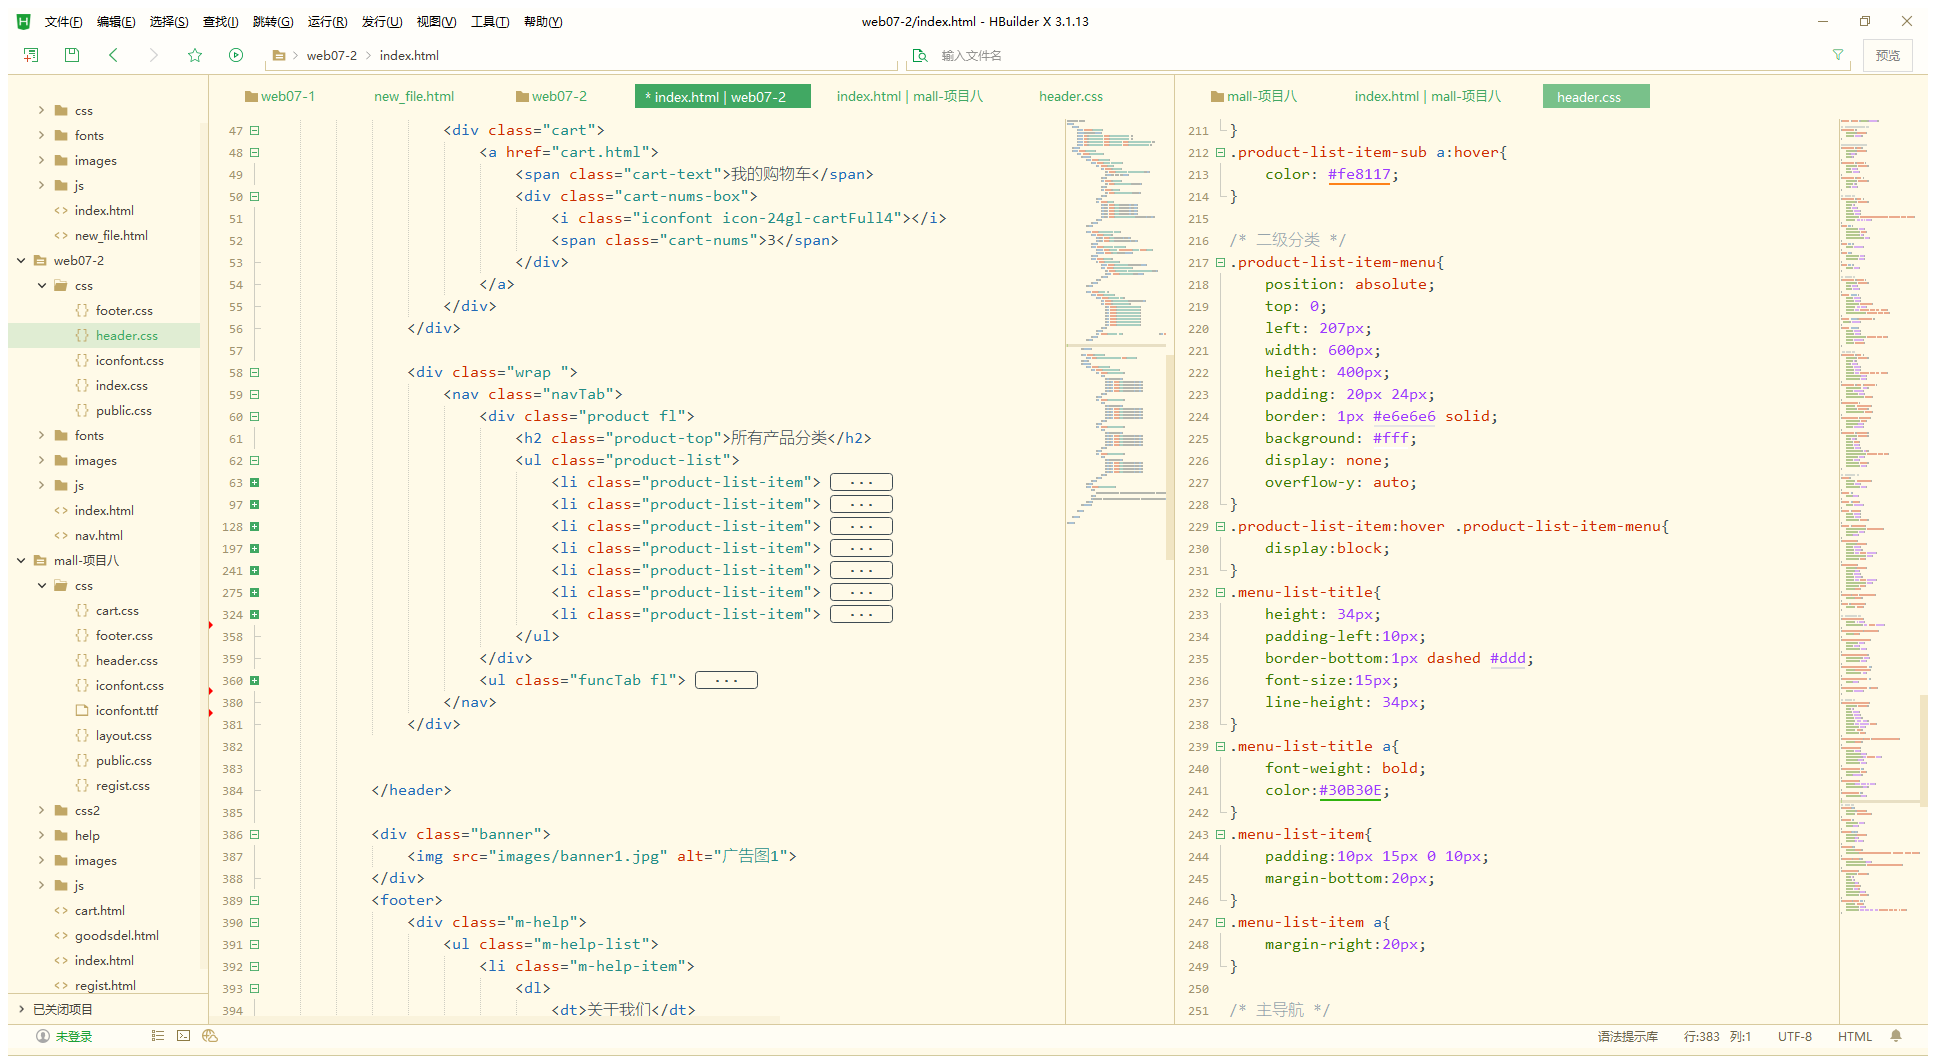 文件(F) 编辑(E) 选择(S) 查找(I) 跳转(G) 运行(R) 发行(U) 视图(V) 工具(T) 帮助(Y)
web07-2/index.html - HBuilder X 3.1.13
web07-2 index.html
输入文件名
预览
css
fonts
images
js
index.html
new_file.html
web07-2
css
footer.css
header.css
iconfont.css
index.css
public.css
fonts
images
js
index.html
nav.html
mall-项目八
css
cart.css
footer.css
header.css
iconfont.css
iconfont.ttf
layout.css
public.css
regist.css
css2
help
images
js
cart.html
goodsdel.html
index.html
regist.html
已关闭项目
web07-1 new_file.html web07-2 * index.html | web07-2 index.html | mall-项目八 header.css
47 <div class="cart">
48 <a href="cart.html">
49 <span class="cart-text">我的购物车</span>
50 <div class="cart-nums-box">
51 <i class="iconfont icon-24gl-cartFull4"></i>
52 <span class="cart-nums">3</span>
53 </div>
54 </a>
55 </div>
56 </div>
57
58 <div class="wrap ">
59 <nav class="navTab">
60 <div class="product fl">
61 <h2 class="product-top">所有产品分类</h2>
62 <ul class="product-list">
63 <li class="product-list-item"> ...
97 <li class="product-list-item"> ...
128 <li class="product-list-item"> ...
197 <li class="product-list-item"> ...
241 <li class="product-list-item"> ...
275 <li class="product-list-item"> ...
324 <li class="product-list-item"> ...
358 </ul>
359 </div>
360 <ul class="funcTab fl"> ...
380 </nav>
381 </div>
382
383
384 </header>
385
386 <div class="banner">
387 <img src="images/banner1.jpg" alt="广告图1">
388 </div>
389 <footer>
390 <div class="m-help">
391 <ul class="m-help-list">
392 <li class="m-help-item">
393 <dl>
394 <dt>关于我们</dt>
mall-项目八 index.html | mall-项目八 header.css
211 }
212 .product-list-item-sub a:hover{
213 color: #fe8117;
214 }
215
216 /* 二级分类 */
217 .product-list-item-menu{
218 position: absolute;
219 top: 0;
220 left: 207px;
221 width: 600px;
222 height: 400px;
223 padding: 20px 24px;
224 border: 1px #e6e6e6 solid;
225 background: #fff;
226 display: none;
227 overflow-y: auto;
228 }
229 .product-list-item:hover .product-list-item-menu{
230 display:block;
231 }
232 .menu-list-title{
233 height: 34px;
234 padding-left:10px;
235 border-bottom:1px dashed #ddd;
236 font-size:15px;
237 line-height: 34px;
238 }
239 .menu-list-title a{
240 font-weight: bold;
241 color:#30B30E;
242 }
243 .menu-list-item{
244 padding:10px 15px 0 10px;
245 margin-bottom:20px;
246 }
247 .menu-list-item a{
248 margin-right:20px;
249 }
250
251 /* 主导航 */
未登录
语法提示库 行:383 列:1 UTF-8 HTML